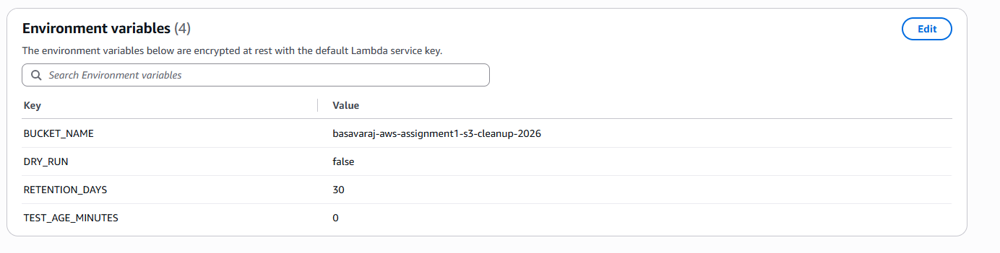 Environment variables (4)
Edit
The environment variables below are encrypted at rest with the default Lambda service key.
Search Environment variables
Key Value
BUCKET_NAME basavaraj-aws-assignment1-s3-cleanup-2026
DRY_RUN false
RETENTION_DAYS 30
TEST_AGE_MINUTES 0